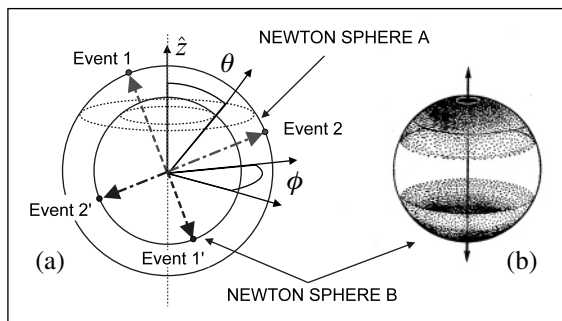 Event 1
ẑ
θ
NEWTON SPHERE A
Event 2
ϕ
Event 2'
(a)
Event 1'
(b)
NEWTON SPHERE B